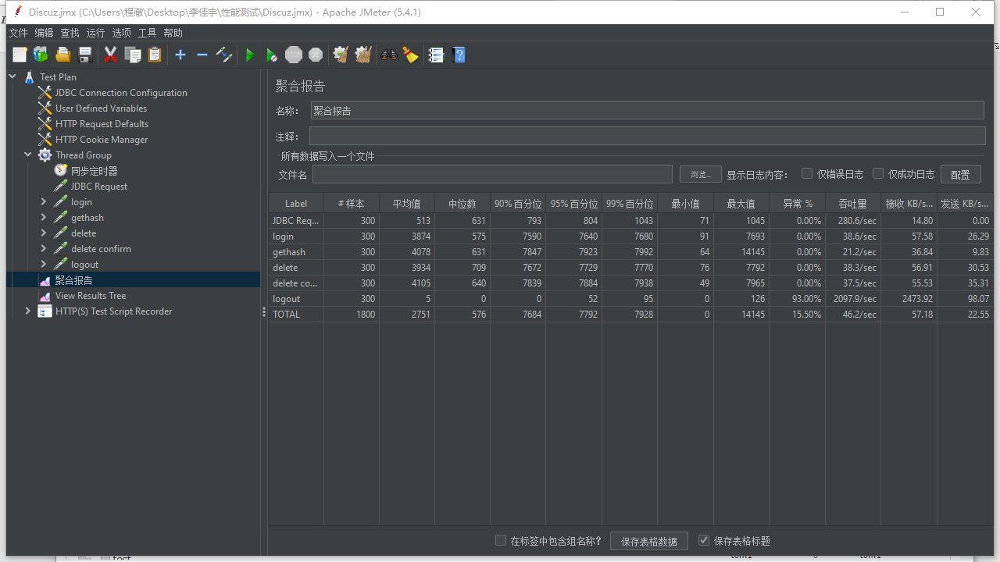 Discuz.jmx (C:\Users\程澈\Desktop\李佳宇\性能测试\Discuz.jmx) - Apache JMeter (5.4.1)
文件 编辑 查找 运行 选项 工具 帮助
STOP
Test Plan
JDBC Connection Configuration
User Defined Variables
HTTP Request Defaults
HTTP Cookie Manager
Thread Group
同步定时器
JDBC Request
login
gethash
delete
delete confirm
logout
聚合报告
View Results Tree
HTTP(S) Test Script Recorder
聚合报告
名称： 聚合报告
注释：
所有数据写入一个文件
文件名 浏览... 显示日志内容： 仅错误日志 仅成功日志 配置
Label # 样本 平均值 中位数 90% 百分位 95% 百分位 99% 百分位 最小值 最大值 异常 % 吞吐量 接收 KB/s... 发送 KB/s...
JDBC Req... 300 513 631 793 804 1043 71 1045 0.00% 280.6/sec 14.80 0.00
login 300 3874 575 7590 7640 7680 91 7693 0.00% 38.6/sec 57.58 26.29
gethash 300 4078 631 7847 7923 7992 64 14145 0.00% 21.2/sec 36.84 9.83
delete 300 3934 709 7672 7729 7770 76 7792 0.00% 38.3/sec 56.91 30.53
delete co... 300 4105 640 7839 7884 7938 49 7965 0.00% 37.5/sec 55.53 35.31
logout 300 5 0 0 52 95 0 126 93.00% 2097.9/sec 2473.92 98.07
TOTAL 1800 2751 576 7684 7792 7928 0 14145 15.50% 46.2/sec 57.18 22.55
在标签中包含组名称？ 保存表格数据 保存表格标题